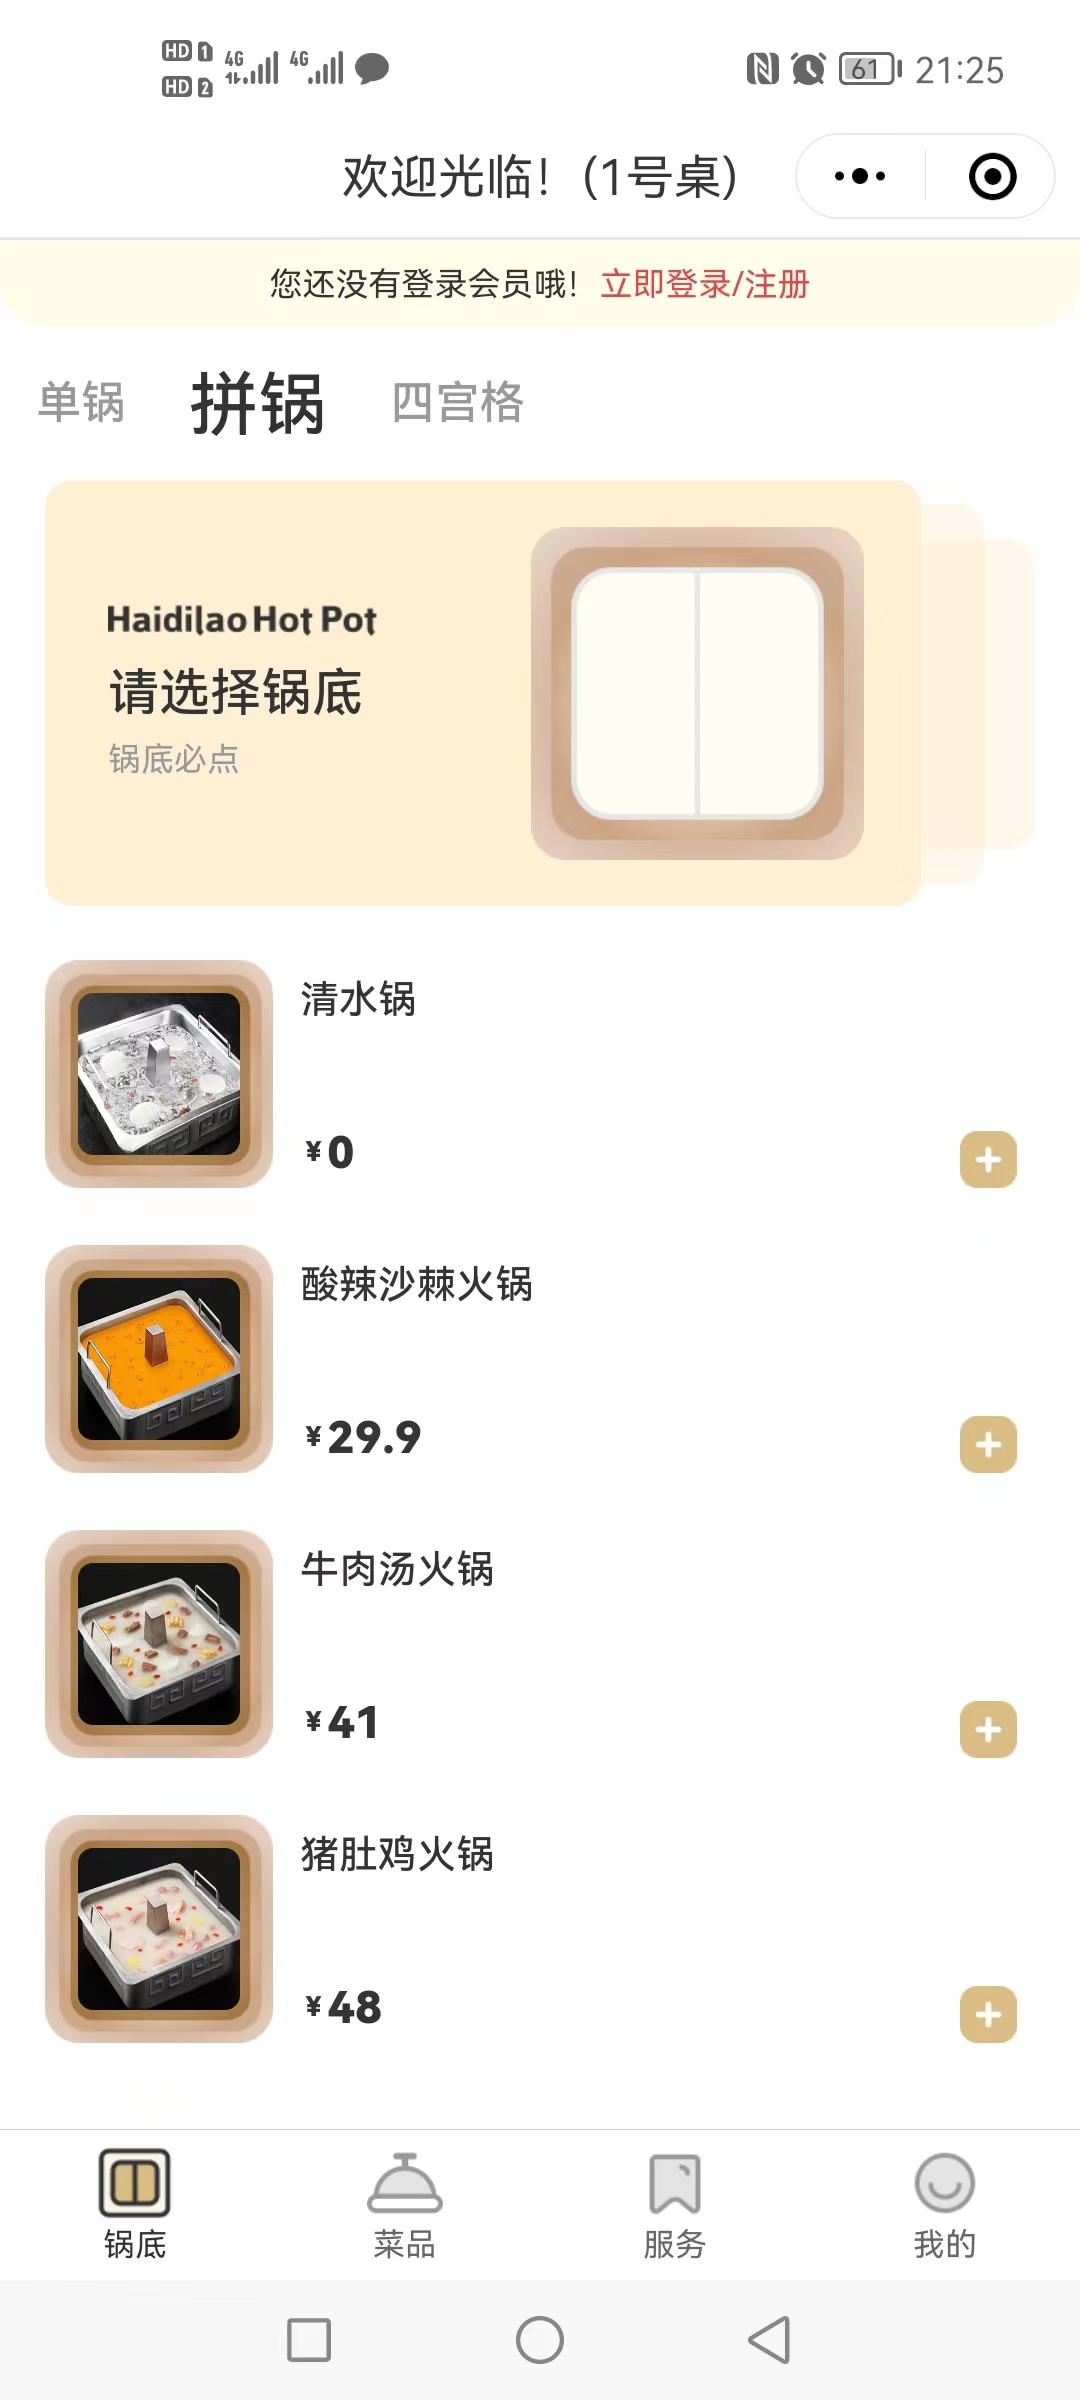 HD 1 4G 4G 61 21:25
HD 2
欢迎光临！(1号桌)
您还没有登录会员哦！ 立即登录/注册
单锅 拼锅 四宫格
Haidilao Hot Pot
请选择锅底
锅底必点
清水锅
¥0
酸辣沙棘火锅
¥29.9
牛肉汤火锅
¥41
猪肚鸡火锅
¥48
锅底 菜品 服务 我的